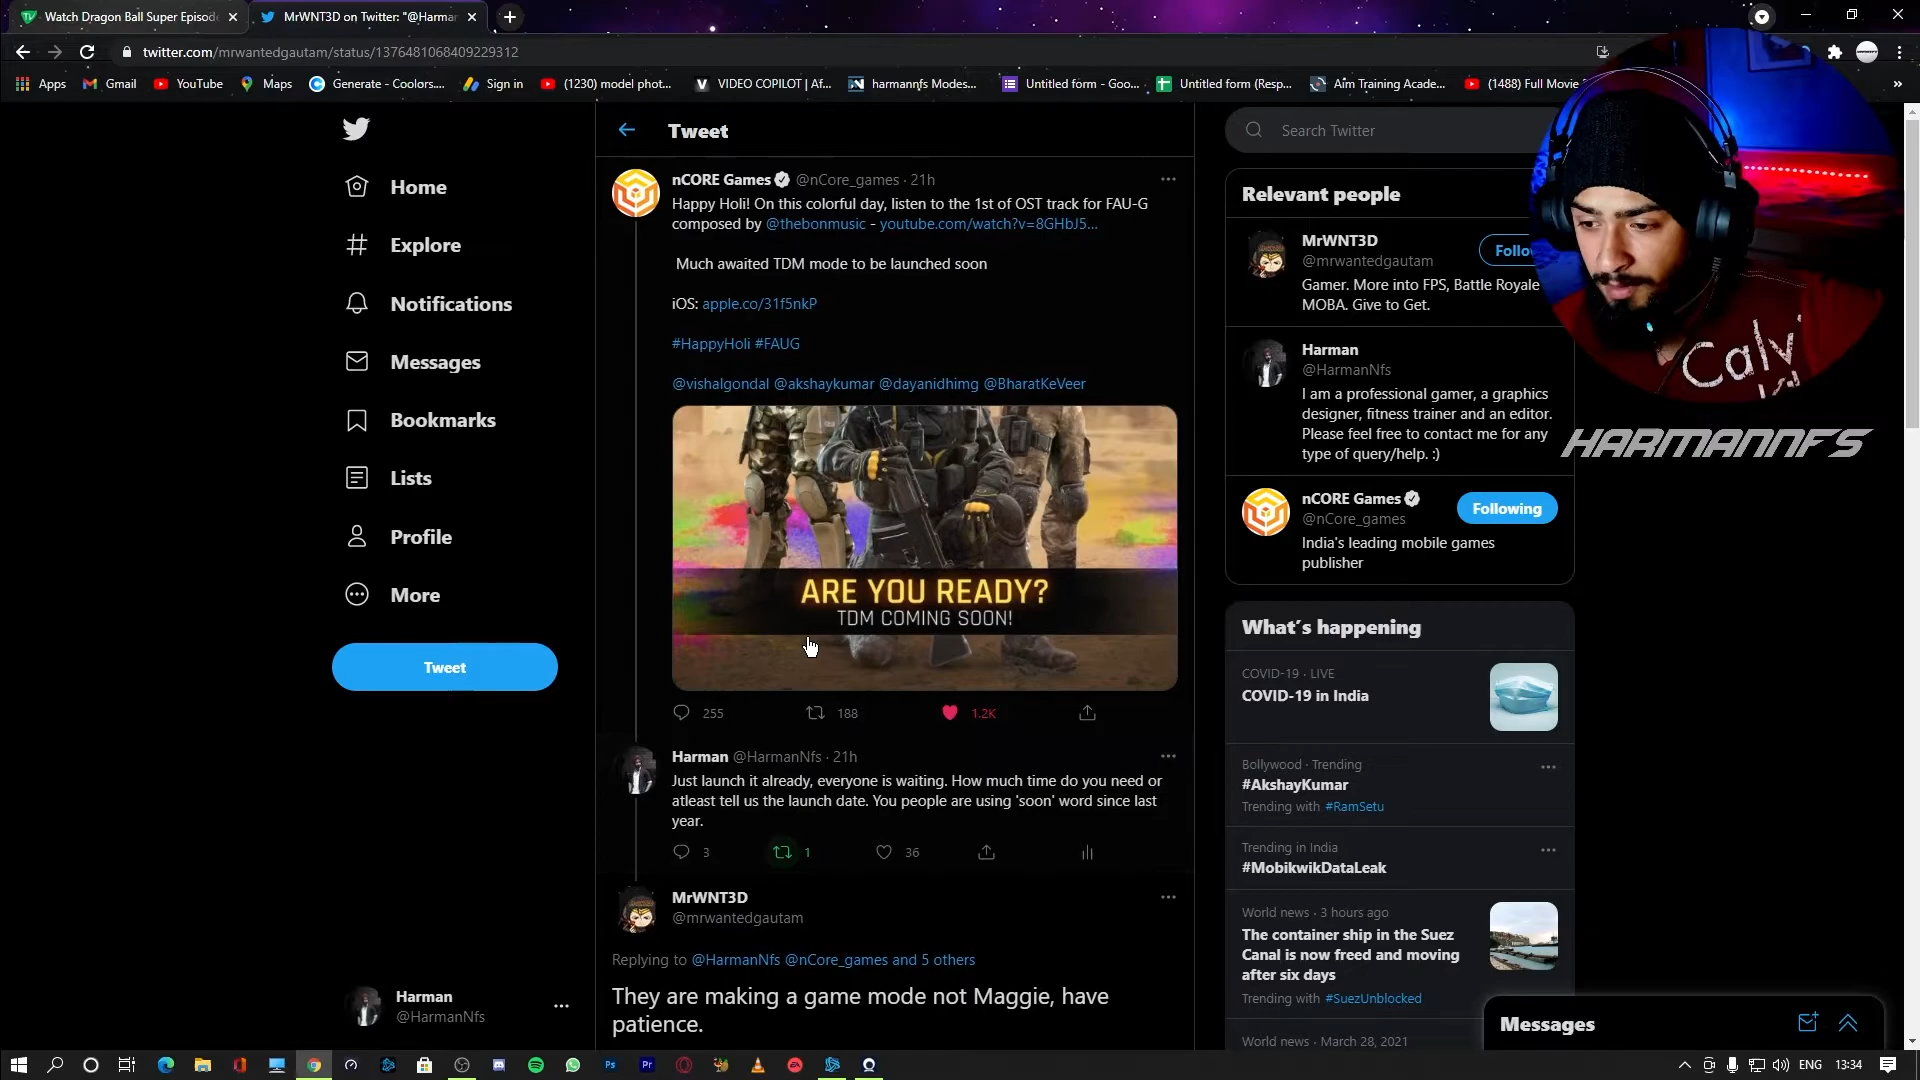 Watch Dragon Ball Super Episod
MrWNT3D on Twitter: "@Harman
twitter.com/mrwantedgautam/status/1376481068409229312
Apps
Gmail
YouTube
Maps
Generate - Coolors....
Sign in
(1230) model phot...
VIDEO COPILOT | Af...
harmannfs Modes...
Untitled form - Goo...
Untitled form (Resp...
Aim Training Acade...
(1488) Full Movie
»
Home
Explore
Notifications
Messages
Bookmarks
Lists
Profile
More
Tweet
Harman
@HarmanNfs
Tweet
nCORE Games @nCore_games · 21h
Happy Holi! On this colorful day, listen to the 1st of OST track for FAU-G
composed by @thebonmusic - youtube.com/watch?v=8GHbJ5...
Much awaited TDM mode to be launched soon
iOS: apple.co/31f5nkP
#HappyHoli #FAUG
@vishalgondal @akshaykumar @dayanidhimg @BharatKeVeer
ARE YOU READY?
TDM COMING SOON!
255 188 1.2K
Harman @HarmanNfs · 21h
Just launch it already, everyone is waiting. How much time do you need or
atleast tell us the launch date. You people are using 'soon' word since last
year.
3 1 36
MrWNT3D
@mrwantedgautam
Replying to @HarmanNfs @nCore_games and 5 others
They are making a game mode not Maggie, have
patience.
Search Twitter
Relevant people
MrWNT3D
@mrwantedgautam
Follo
Gamer. More into FPS, Battle Royale
MOBA. Give to Get.
Harman
@HarmanNfs
I am a professional gamer, a graphics
designer, fitness trainer and an editor.
Please feel free to contact me for any
type of query/help. :)
nCORE Games
@nCore_games
Following
India's leading mobile games
publisher
Calv
HARMANNFS
What's happening
COVID-19 · LIVE
COVID-19 in India
Bollywood · Trending
#AkshayKumar
Trending with #RamSetu
Trending in India
#MobikwikDataLeak
World news · 3 hours ago
The container ship in the Suez
Canal is now freed and moving
after six days
Trending with #SuezUnblocked
World news · March 28, 2021
Messages
ENG 13:34